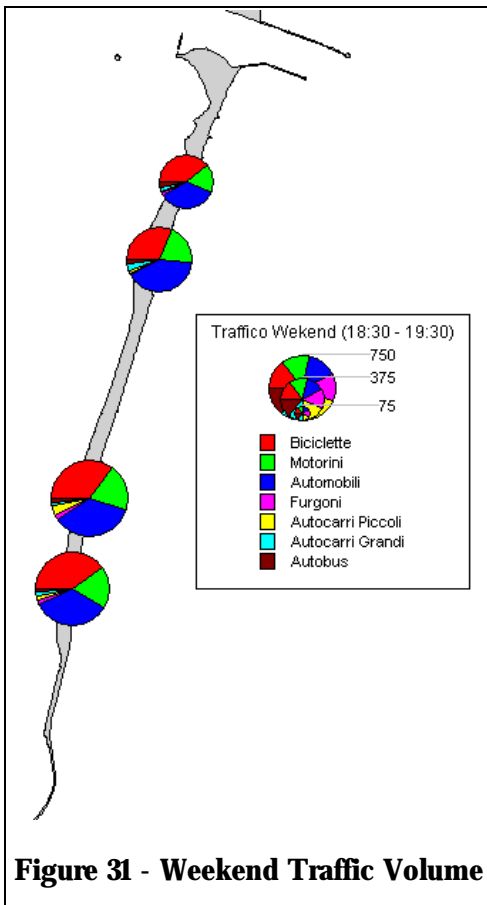 Traffico Wekend (18:30 - 19:30)
750
375
75
Biciclette
Motorini
Automobili
Furgoni
Autocarri Piccoli
Autocarri Grandi
Autobus
Figure 31 - Weekend Traffic Volume